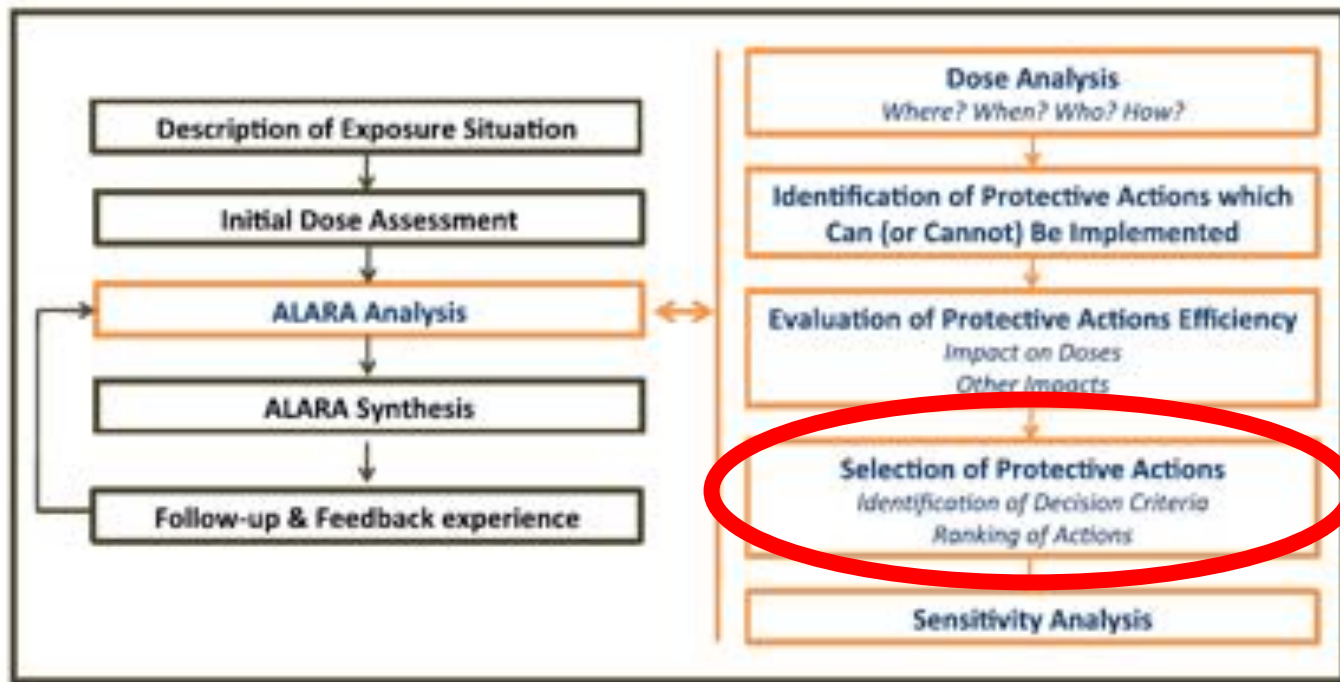 Description of Exposure Situation
Initial Dose Assessment
ALARA Analysis
ALARA Synthesis
Follow-up & Feedback experience
Dose Analysis
Where? When? Who? How?
Identification of Protective Actions which
Can (or Cannot) Be Implemented
Evaluation of Protective Actions Efficiency
Impact on Doses
Other Impacts
Selection of Protective Actions
Identification of Decision Criteria
Ranking of Actions
Sensitivity Analysis